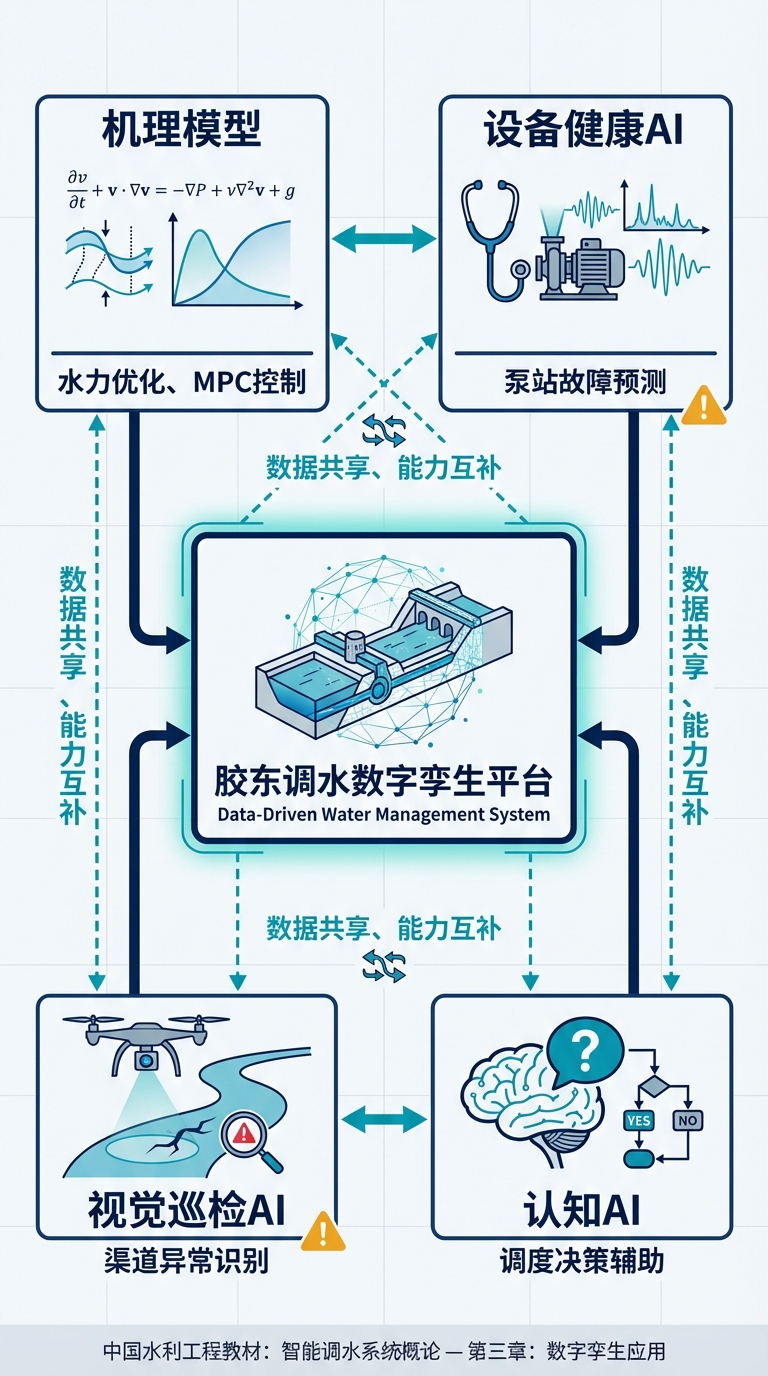 机理模型
∂v/∂t + v · ∇v = −∇P + ν∇²v + g
水力优化、MPC控制
设备健康AI
泵站故障预测
!
数据共享、能力互补
数据共享、能力互补
数据共享、能力互补
胶东调水数字孪生平台
Data-Driven Water Management System
数据共享、能力互补
!
视觉巡检AI
!
渠道异常识别
?
YES
NO
认知AI
调度决策辅助
中国水利工程教材：智能调水系统概论 — 第三章：数字孪生应用